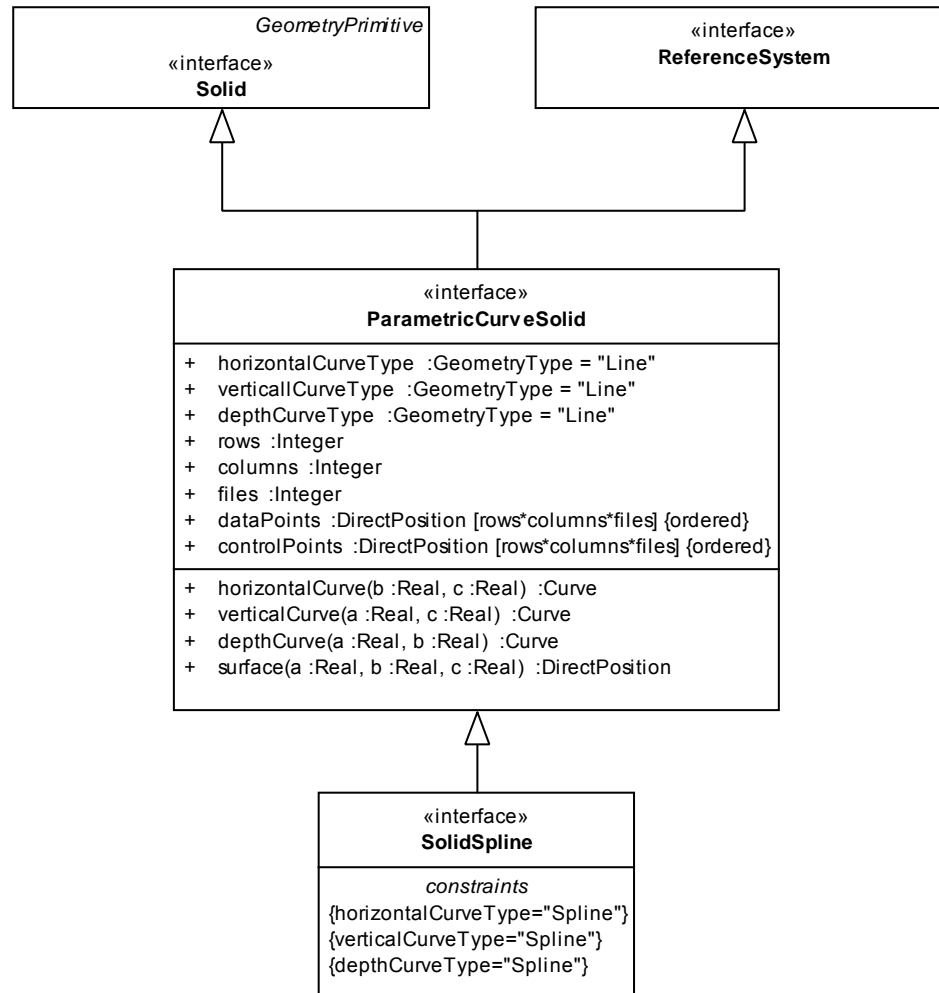 GeometryPrimitive
«interface»
Solid
«interface»
ReferenceSystem
«interface»
ParametricCurveSolid
+ horizontalCurveType :GeometryType = "Line"
+ verticallCurveType :GeometryType = "Line"
+ depthCurveType :GeometryType = "Line"
+ rows :Integer
+ columns :Integer
+ files :Integer
+ dataPoints :DirectPosition [rows*columns*files] {ordered}
+ controlPoints :DirectPosition [rows*columns*files] {ordered}
+ horizontalCurve(b :Real, c :Real) :Curve
+ verticalCurve(a :Real, c :Real) :Curve
+ depthCurve(a :Real, b :Real) :Curve
+ surface(a :Real, b :Real, c :Real) :DirectPosition
«interface»
SolidSpline
constraints
{horizontalCurveType="Spline"}
{verticalCurveType="Spline"}
{depthCurveType="Spline"}